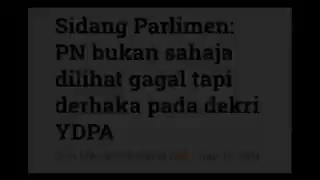 Sidang Parlimen:
PN bukan sahaja
dilihat gagal tapi
derhaka pada dekri
YDPA